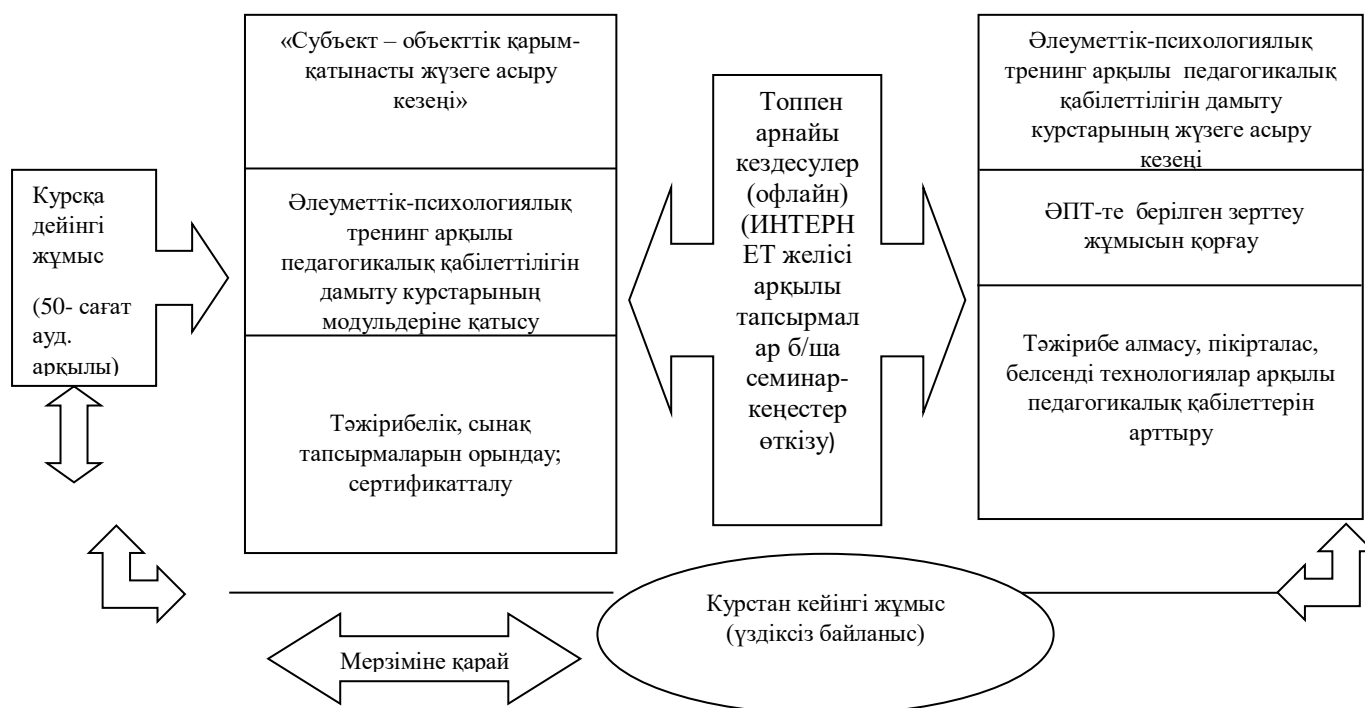 Курсқа
дейінгі
жұмыс
(50- сағат
ауд.
арқылы)
«Субъект – объекттік қарым-
қатынасты жүзеге асыру
кезеңі»
Әлеуметтік-психологиялық
тренинг арқылы
педагогикалық қабілеттілігін
дамыту курстарының
модульдеріне қатысу
Тәжірибелік, сынақ
тапсырмаларын орындау;
сертификатталу
Топпен
арнайы
кездесулер
(офлайн)
(ИНТЕРН
ЕТ желісі
арқылы
тапсырмал
ар б/ша
семинар-
кеңестер
өткізу)
Әлеуметтік-психологиялық
тренинг арқылы педагогикалық
қабілеттілігін дамыту
курстарының жүзеге асыру
кезеңі
ӘПТ-те берілген зерттеу
жұмысын қорғау
Тәжірибе алмасу, пікірталас,
белсенді технологиялар арқылы
педагогикалық қабілеттерін
арттыру
Курстан кейінгі жұмыс
(үздіксіз байланыс)
Мерзіміне қарай